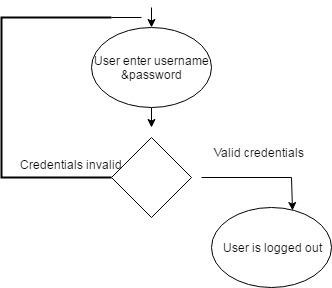 User enter username
&password
Credentials invalid
Valid credentials
User is logged out